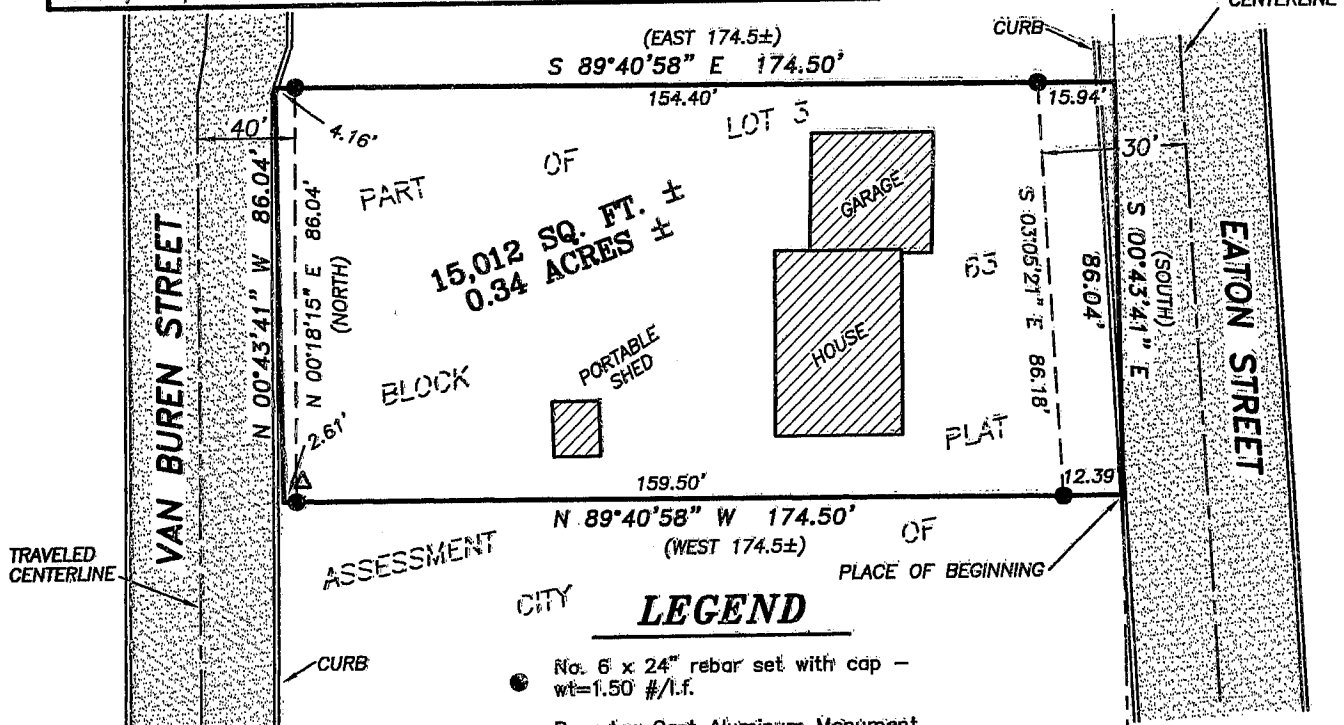 CENTERLINE
(EAST 174.5±)
CURB
S 89°40'58" E 174.50'
154.40'
15.94'
4.16'
40'
LOT 3
30'
OF
PART
GARAGE
15,012 SQ. FT. ±
0.34 ACRES ±
63
N 00°43'41" W 86.04'
N 00°18'15" E 86.04'
(NORTH)
S 03°05'21" E 86.18'
86.04'
S 00°43'41" E
(SOUTH)
VAN BUREN STREET
EATON STREET
HOUSE
PORTABLE
SHED
BLOCK
PLAT
2.61'
159.50'
12.39
N 89°40'58" W 174.50'
(WEST 174.5±)
OF
ASSESSMENT
PLACE OF BEGINNING
TRAVELED
CENTERLINE
CITY
LEGEND
CURB
No. 6 x 24" rebar set with cap –
wt=1.50 #/l.f.